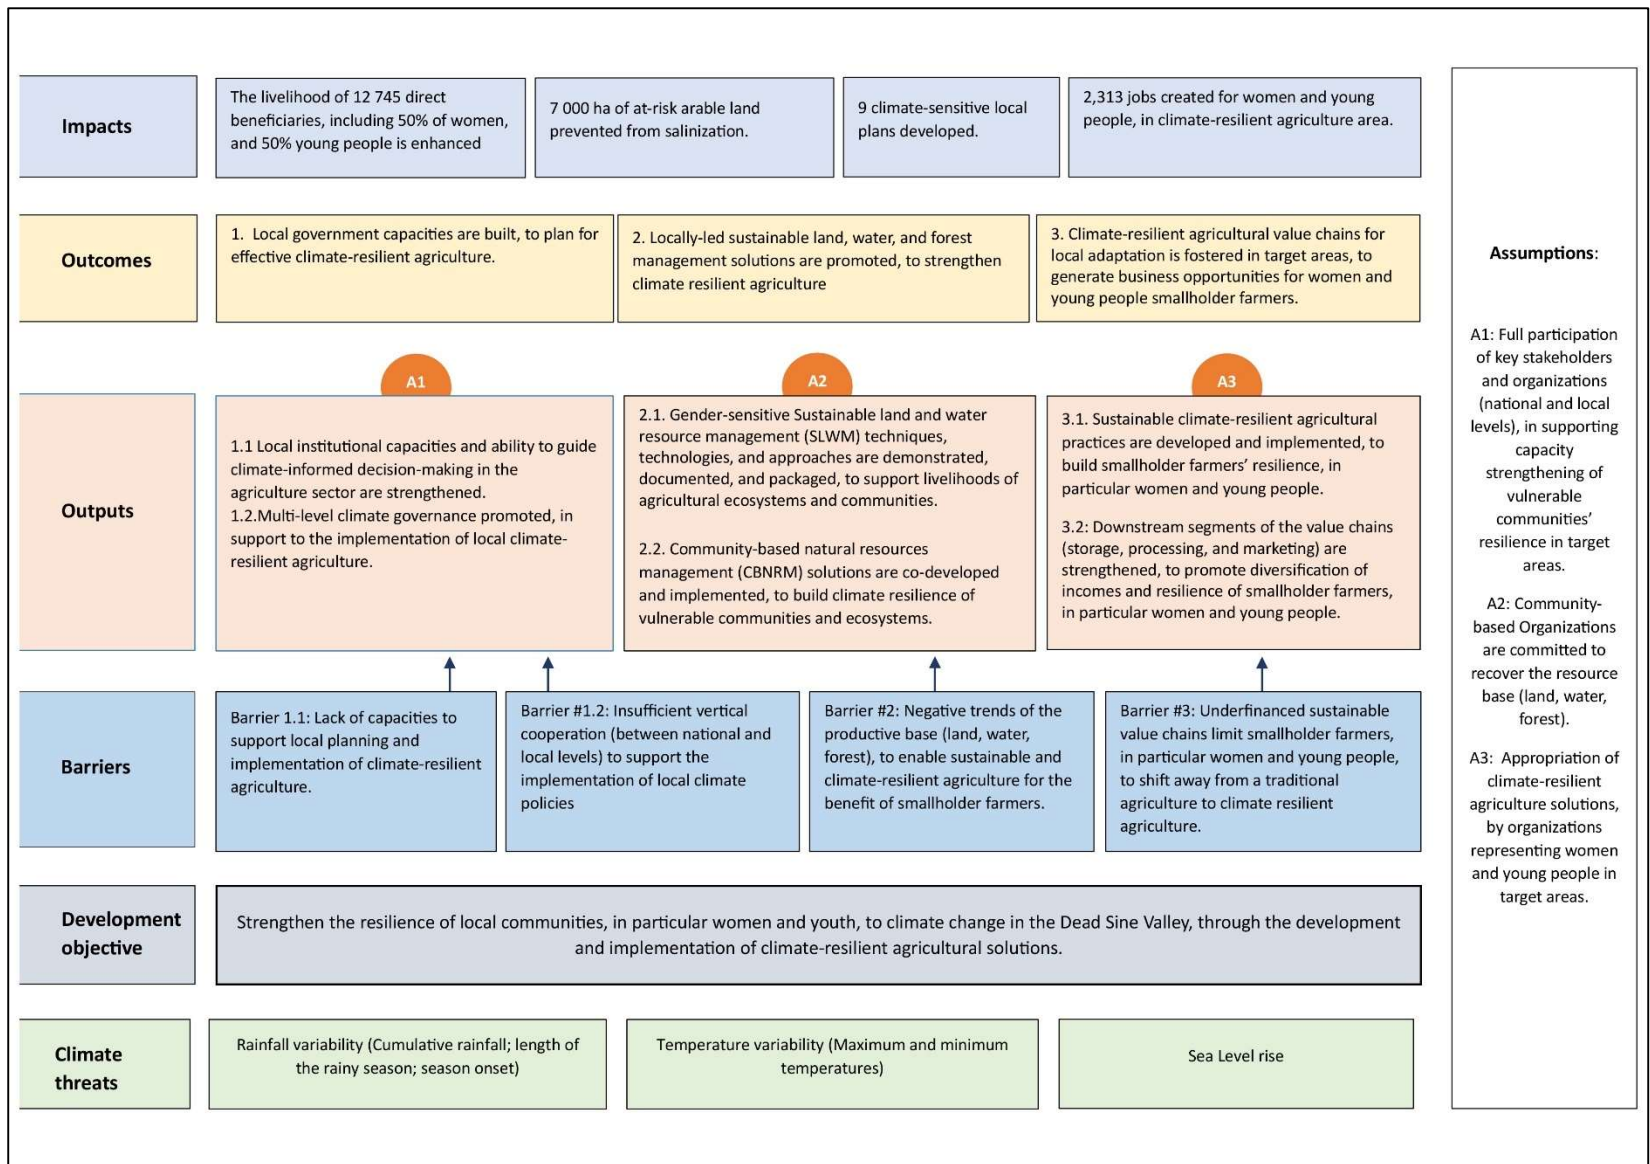 Impacts
The livelihood of 12 745 direct
beneficiaries, including 50% of women,
and 50% young people is enhanced
7 000 ha of at-risk arable land
prevented from salinization.
9 climate-sensitive local
plans developed.
2,313 jobs created for women and young
people, in climate-resilient agriculture area.
Outcomes
1. Local government capacities are built, to plan for
effective climate-resilient agriculture.
2. Locally-led sustainable land, water, and forest
management solutions are promoted, to strengthen
climate resilient agriculture
3. Climate-resilient agricultural value chains for
local adaptation is fostered in target areas, to
generate business opportunities for women and
young people smallholder farmers.
A1
A2
A3
Outputs
1.1 Local institutional capacities and ability to guide
climate-informed decision-making in the
agriculture sector are strengthened.
1.2.Multi-level climate governance promoted, in
support to the implementation of local climate-
resilient agriculture.
2.1. Gender-sensitive Sustainable land and water
resource management (SLWM) techniques,
technologies, and approaches are demonstrated,
documented, and packaged, to support livelihoods of
agricultural ecosystems and communities.
2.2. Community-based natural resources
management (CBNRM) solutions are co-developed
and implemented, to build climate resilience of
vulnerable communities and ecosystems.
3.1. Sustainable climate-resilient agricultural
practices are developed and implemented, to
build smallholder farmers’ resilience, in
particular women and young people.
3.2: Downstream segments of the value chains
(storage, processing, and marketing) are
strengthened, to promote diversification of
incomes and resilience of smallholder farmers,
in particular women and young people.
Barriers
Barrier 1.1: Lack of capacities to
support local planning and
implementation of climate-resilient
agriculture.
Barrier #1.2: Insufficient vertical
cooperation (between national and
local levels) to support the
implementation of local climate
policies
Barrier #2: Negative trends of the
productive base (land, water,
forest), to enable sustainable and
climate-resilient agriculture for the
benefit of smallholder farmers.
Barrier #3: Underfinanced sustainable
value chains limit smallholder farmers,
in particular women and young people,
to shift away from a traditional
agriculture to climate resilient
agriculture.
Development
objective
Strengthen the resilience of local communities, in particular women and youth, to climate change in the Dead Sine Valley, through the development
and implementation of climate-resilient agricultural solutions.
Climate
threats
Rainfall variability (Cumulative rainfall; length of
the rainy season; season onset)
Temperature variability (Maximum and minimum
temperatures)
Sea Level rise
Assumptions:
A1: Full participation
of key stakeholders
and organizations
(national and local
levels), in supporting
capacity
strengthening of
vulnerable
communities’
resilience in target
areas.
A2: Community-
based Organizations
are committed to
recover the resource
base (land, water,
forest).
A3: Appropriation of
climate-resilient
agriculture solutions,
by organizations
representing women
and young people in
target areas.